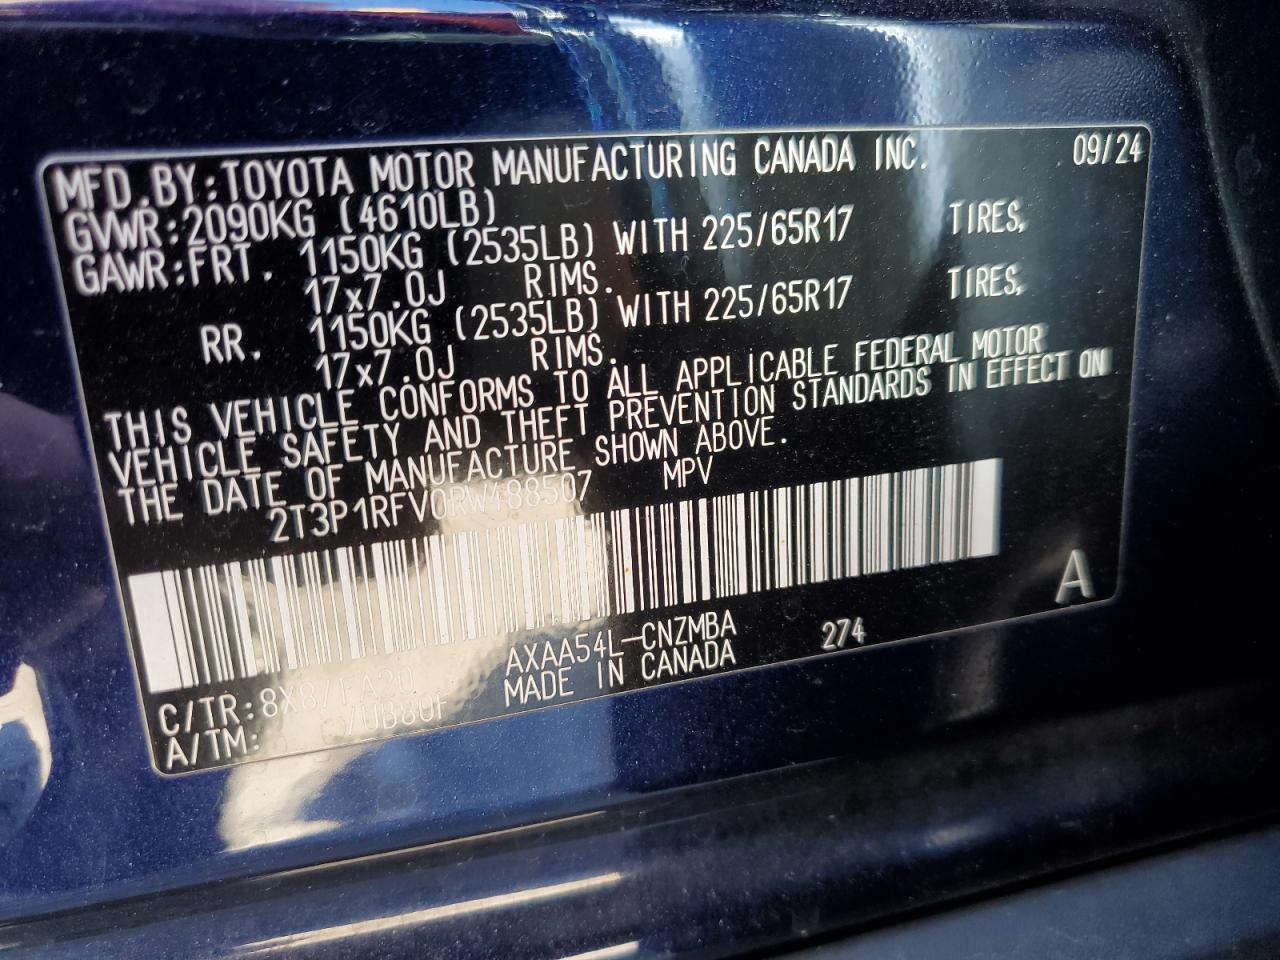 MFD.BY:TOYOTA MOTOR MANUFACTURING CANADA INC. 09/24
GVWR:2090KG (4610LB)
GAWR:FRT. 1150KG (2535LB) WITH 225/65R17 TIRES,
17x7.0J RIMS.
RR. 1150KG (2535LB) WITH 225/65R17 TIRES,
17x7.0J RIMS.
THIS VEHICLE CONFORMS TO ALL APPLICABLE FEDERAL MOTOR
VEHICLE SAFETY AND THEFT PREVENTION STANDARDS IN EFFECT ON
THE DATE OF MANUFACTURE SHOWN ABOVE.
2T3P1RFV0RW488507 MPV
A
C/TR:8X8/FA20 AXAA54L-CNZMBA 274
A/TM: /UB80F MADE IN CANADA